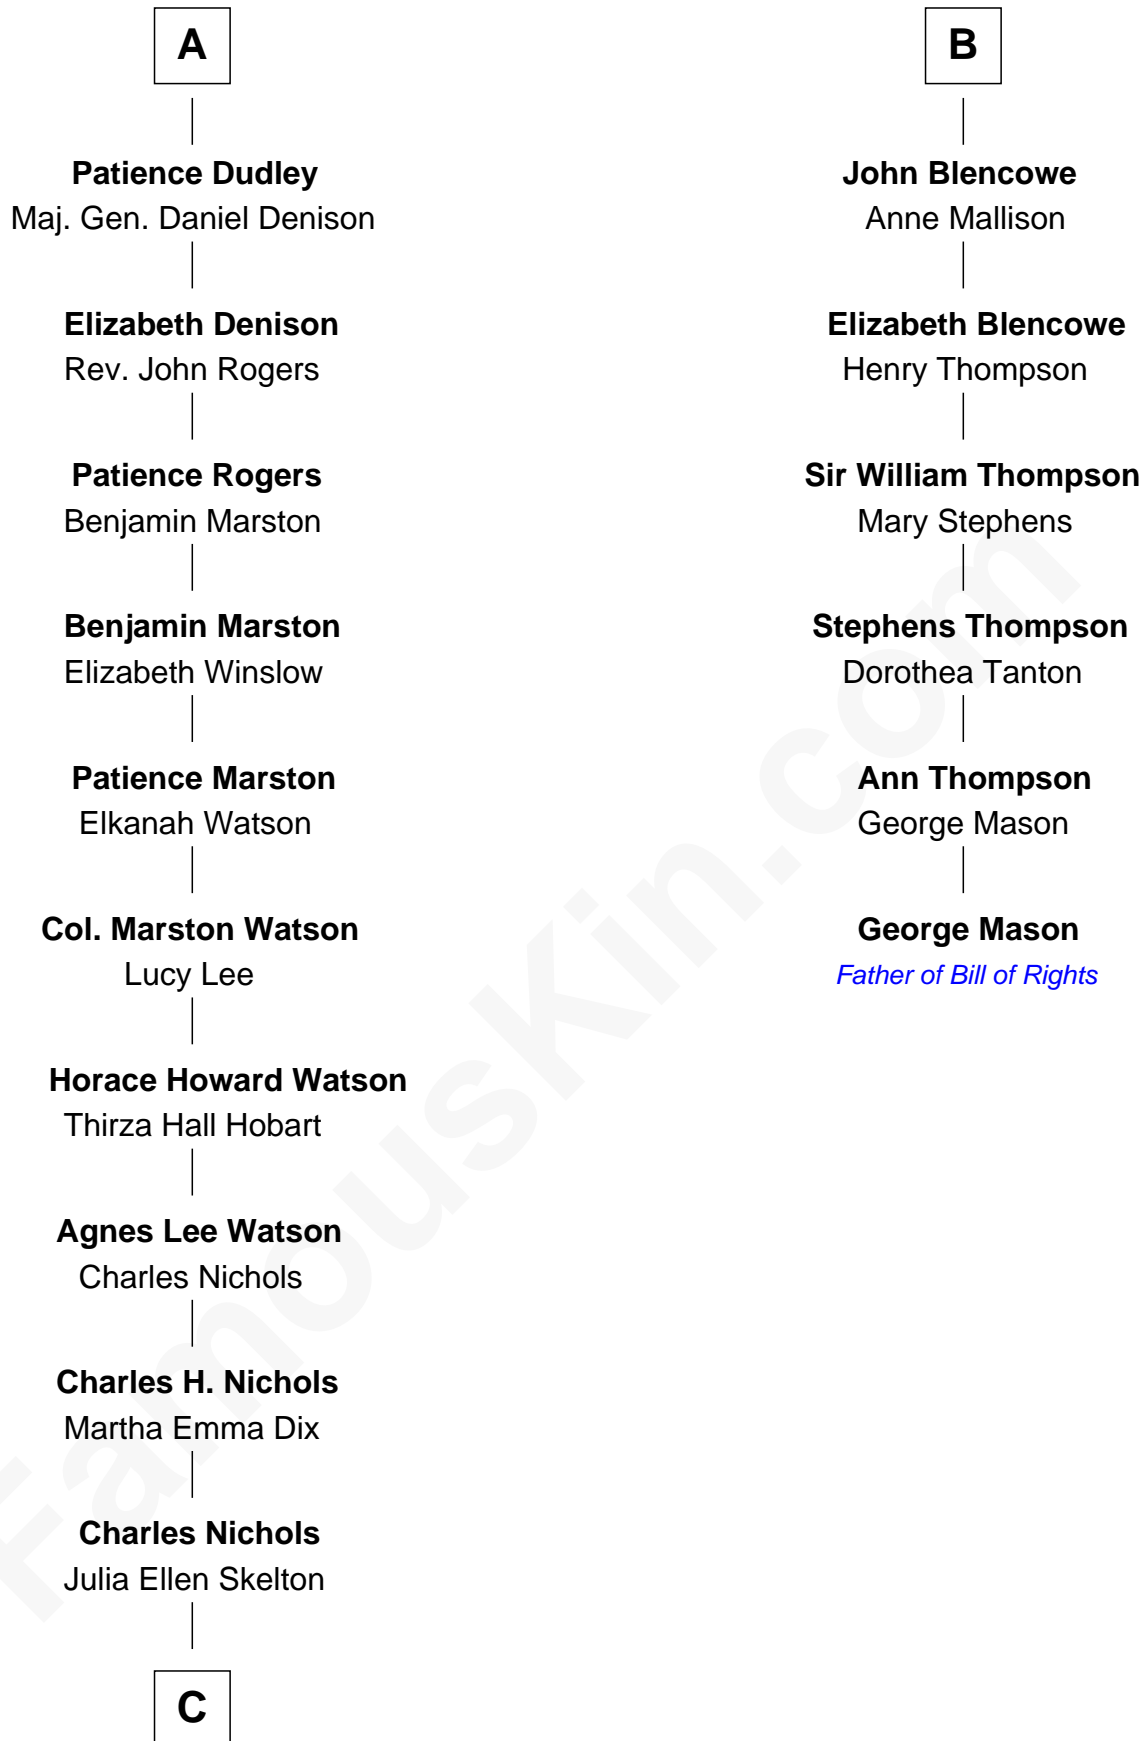 A
Patience Dudley
Maj. Gen. Daniel Denison
Elizabeth Denison
Rev. John Rogers
Patience Rogers
Benjamin Marston
Benjamin Marston
Elizabeth Winslow
Patience Marston
Elkanah Watson
Col. Marston Watson
Lucy Lee
Horace Howard Watson
Thirza Hall Hobart
Agnes Lee Watson
Charles Nichols
Charles H. Nichols
Martha Emma Dix
Charles Nichols
Julia Ellen Skelton
C
B
John Blencowe
Anne Mallison
Elizabeth Blencowe
Henry Thompson
Sir William Thompson
Mary Stephens
Stephens Thompson
Dorothea Tanton
Ann Thompson
George Mason
George Mason
Father of Bill of Rights
FamousKin.com